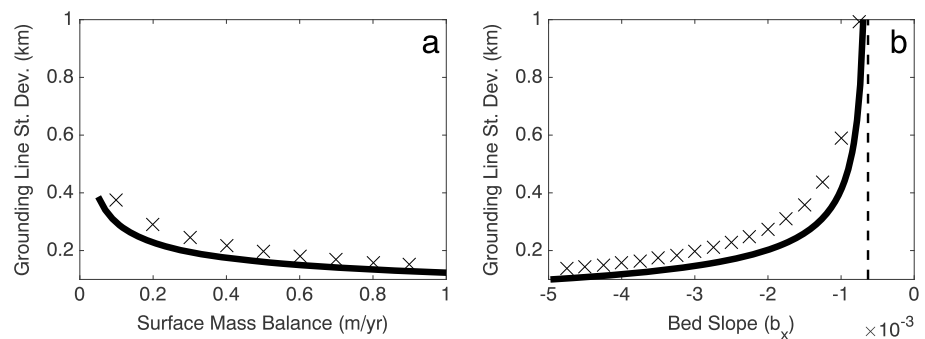 a
Grounding Line St. Dev. (km)
1
0.8
0.6
0.4
0.2
0 0.2 0.4 0.6 0.8 1
Surface Mass Balance (m/yr)
b
Grounding Line St. Dev. (km)
1
0.8
0.6
0.4
0.2
-5 -4 -3 -2 -1 0
Bed Slope (bₓ)
×10⁻³